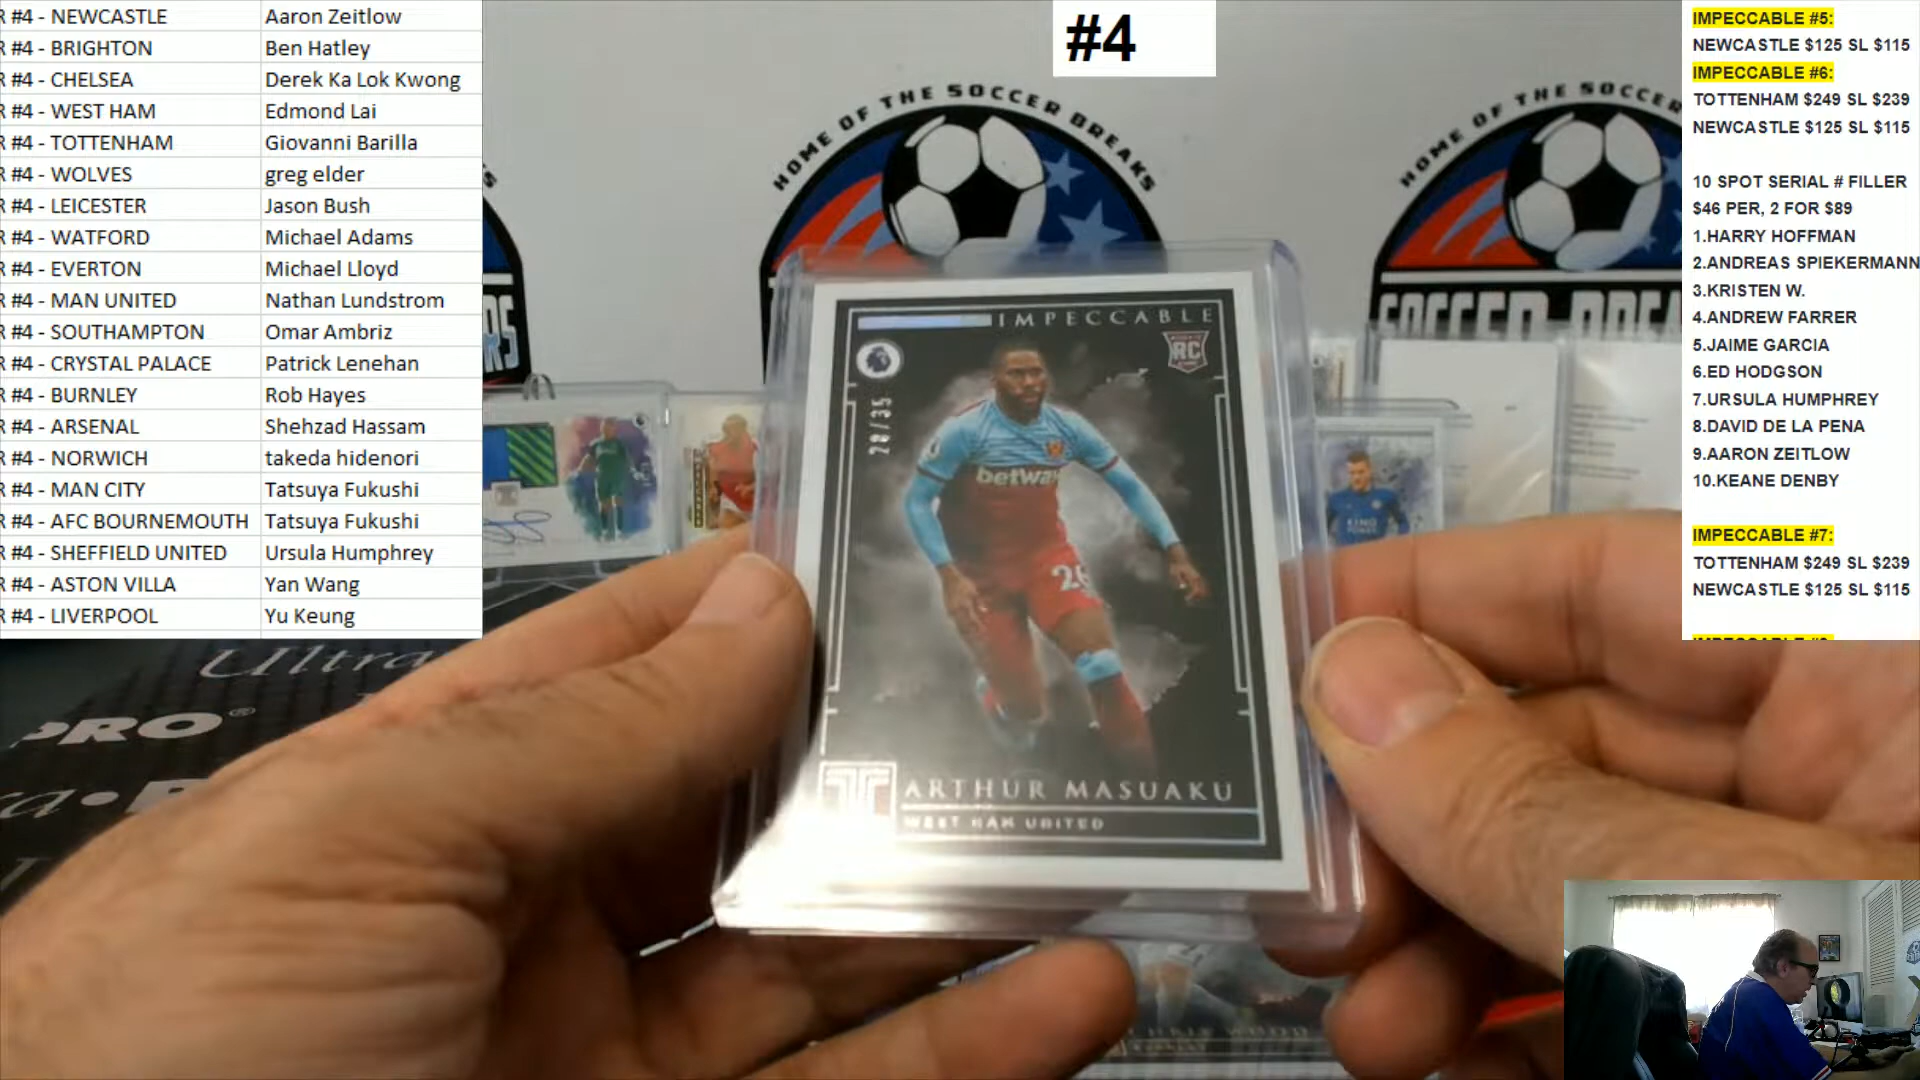 R #4 - NEWCASTLE Aaron Zeitlow
R #4 - BRIGHTON Ben Hatley
R #4 - CHELSEA Derek Ka Lok Kwong
R #4 - WEST HAM Edmond Lai
R #4 - TOTTENHAM Giovanni Barilla
R #4 - WOLVES greg elder
R #4 - LEICESTER Jason Bush
R #4 - WATFORD Michael Adams
R #4 - EVERTON Michael Lloyd
R #4 - MAN UNITED Nathan Lundstrom
R #4 - SOUTHAMPTON Omar Ambriz
R #4 - CRYSTAL PALACE Patrick Lenehan
R #4 - BURNLEY Rob Hayes
R #4 - ARSENAL Shehzad Hassam
R #4 - NORWICH takeda hidenori
R #4 - MAN CITY Tatsuya Fukushi
R #4 - AFC BOURNEMOUTH Tatsuya Fukushi
R #4 - SHEFFIELD UNITED Ursula Humphrey
R #4 - ASTON VILLA Yan Wang
R #4 - LIVERPOOL Yu Keung
#4
HOME OF THE SOCCER BREAKS
HOME OF THE SOCCER
SOCCER BREA
IMPECCABLE
RC
28/35
betway
26
ARTHUR MASUAKU
WEST HAM UNITED
KING
Ultra
PRO®
IMPECCABLE #5:
NEWCASTLE $125 SL $115
IMPECCABLE #6:
TOTTENHAM $249 SL $239
NEWCASTLE $125 SL $115
10 SPOT SERIAL # FILLER
$46 PER, 2 FOR $89
1.HARRY HOFFMAN
2.ANDREAS SPIEKERMANN
3.KRISTEN W.
4.ANDREW FARRER
5.JAIME GARCIA
6.ED HODGSON
7.URSULA HUMPHREY
8.DAVID DE LA PENA
9.AARON ZEITLOW
10.KEANE DENBY
IMPECCABLE #7:
TOTTENHAM $249 SL $239
NEWCASTLE $125 SL $115